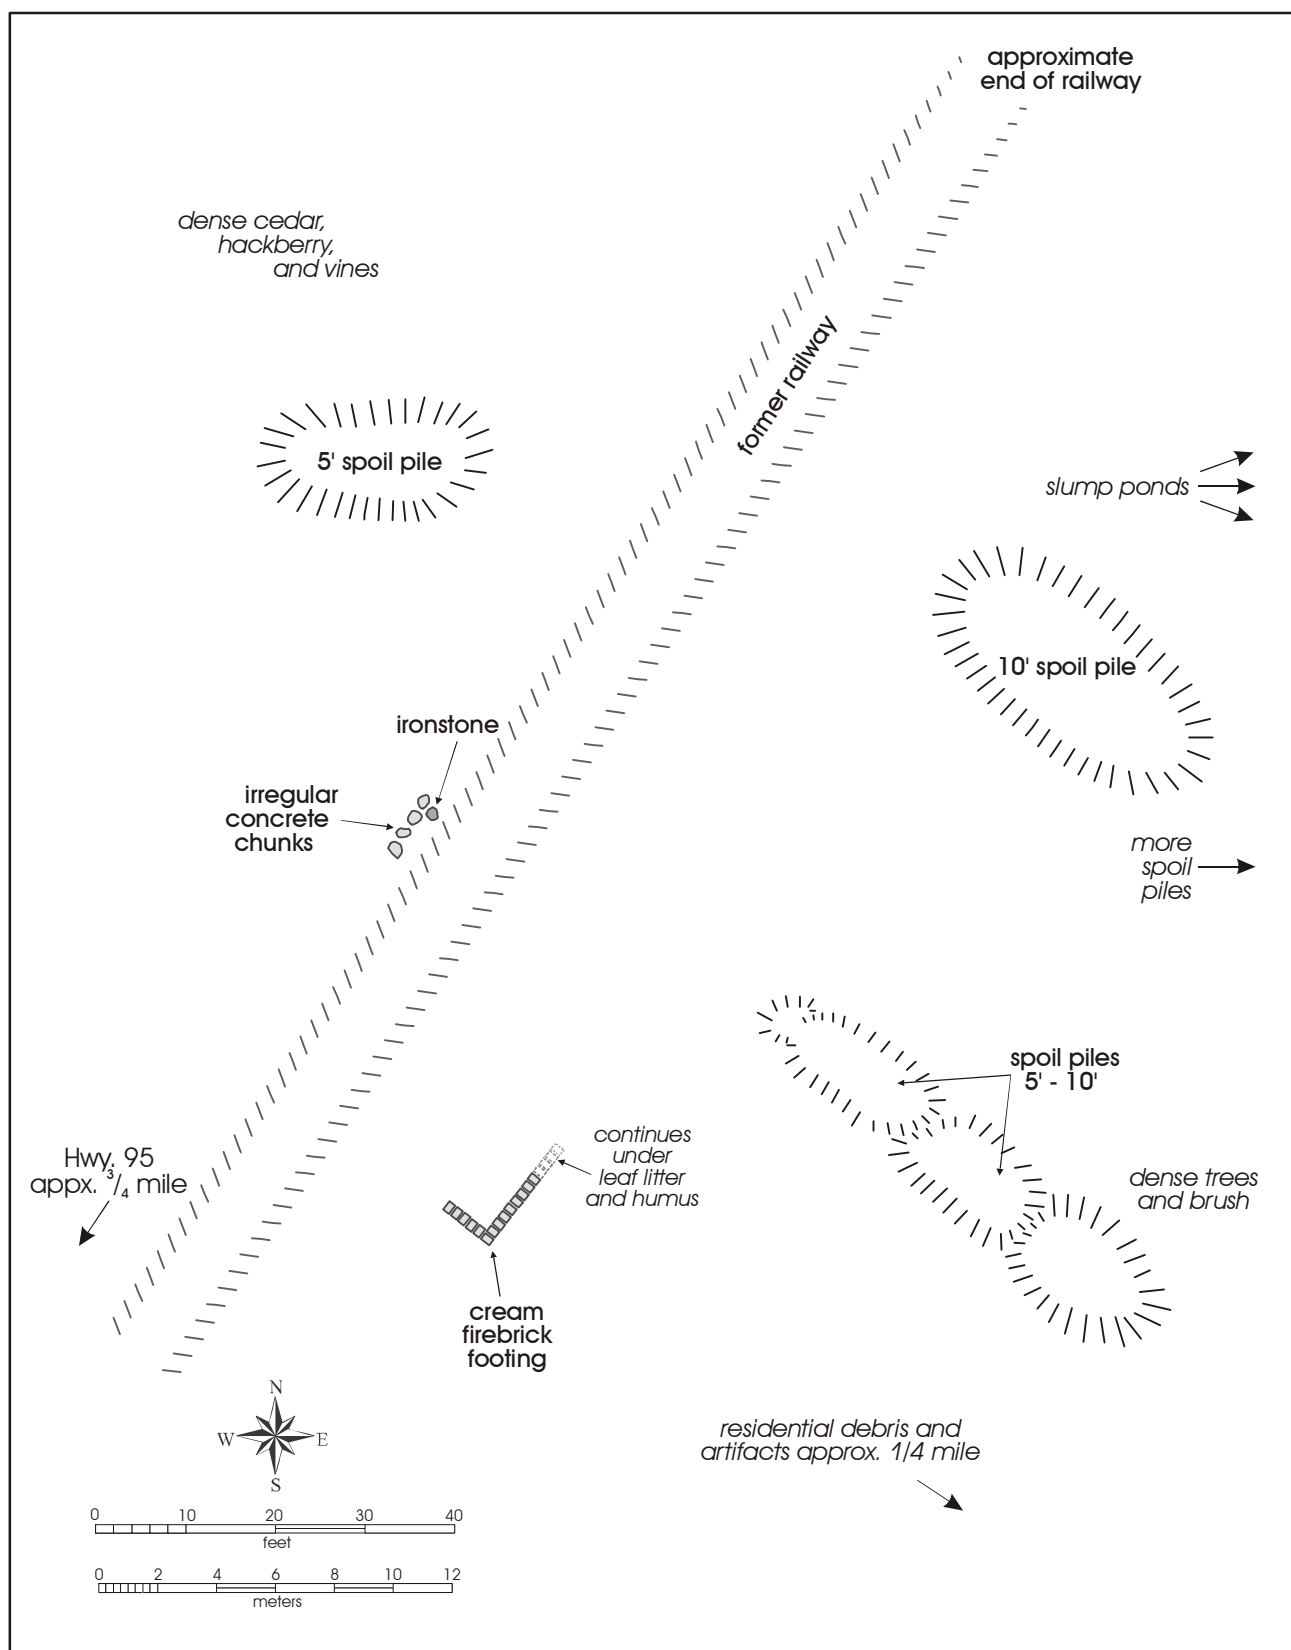 approximate
end of railway
dense cedar,
hackberry,
and vines
former railway
5' spoil pile
slump ponds
10' spoil pile
ironstone
irregular
concrete
chunks
more
spoil
piles
spoil piles
5' - 10'
continues
under
leaf litter
and humus
Hwy. 95
appx. 3/4 mile
dense trees
and brush
cream
firebrick
footing
N
W E
S
residential debris and
artifacts approx. 1/4 mile
0 10 20 30 40
feet
0 2 4 6 8 10 12
meters